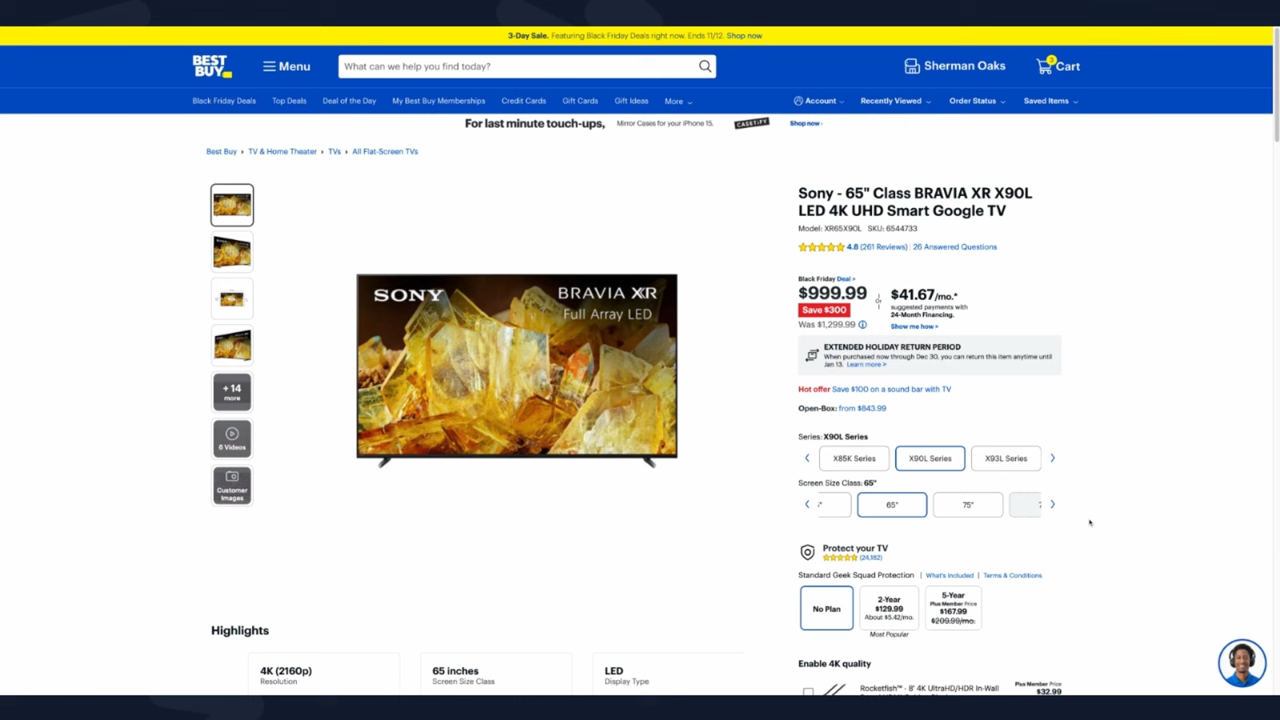 3-Day Sale. Featuring Black Friday Deals right now. Ends 11/12. Shop now
BEST BUY
Menu
What can we help you find today?
Sherman Oaks
Cart
Black Friday Deals
Top Deals
Deal of the Day
My Best Buy Memberships
Credit Cards
Gift Cards
Gift Ideas
More
Account
Recently Viewed
Order Status
Saved Items
For last minute touch-ups, Mirror Cases for your iPhone 15. CASETiFY Shop now ›
Best Buy › TV & Home Theater › TVs › All Flat-Screen TVs
SONY
BRAVIA XR
Full Array LED
+ 14
more
6 Videos
Customer
Images
Sony - 65" Class BRAVIA XR X90L
LED 4K UHD Smart Google TV
Model: XR65X90L SKU: 6544733
4.8 (261 Reviews) | 26 Answered Questions
Black Friday Deal ›
$999.99
Save $300
Was $1,299.99
Or
$41.67/mo.*
suggested payments with
24-Month Financing.
Show me how ›
EXTENDED HOLIDAY RETURN PERIOD
When purchased now through Dec 30, you can return this item anytime until
Jan 13. Learn more >
Hot offer Save $100 on a sound bar with TV
Open-Box: from $843.99
Series: X90L Series
X85K Series
X90L Series
X93L Series
Screen Size Class: 65"
65"
75"
Protect your TV
(24,182)
Standard Geek Squad Protection | What's Included | Terms & Conditions
No Plan
2-Year
$129.99
About $5.42/mo.
Most Popular
5-Year
Plus Member Price
$167.99
$209.99/mo.
Highlights
4K (2160p)
Resolution
65 inches
Screen Size Class
LED
Display Type
Enable 4K quality
Rocketfish™ - 8' 4K UltraHD/HDR In-Wall
Plus Member Price
$32.99